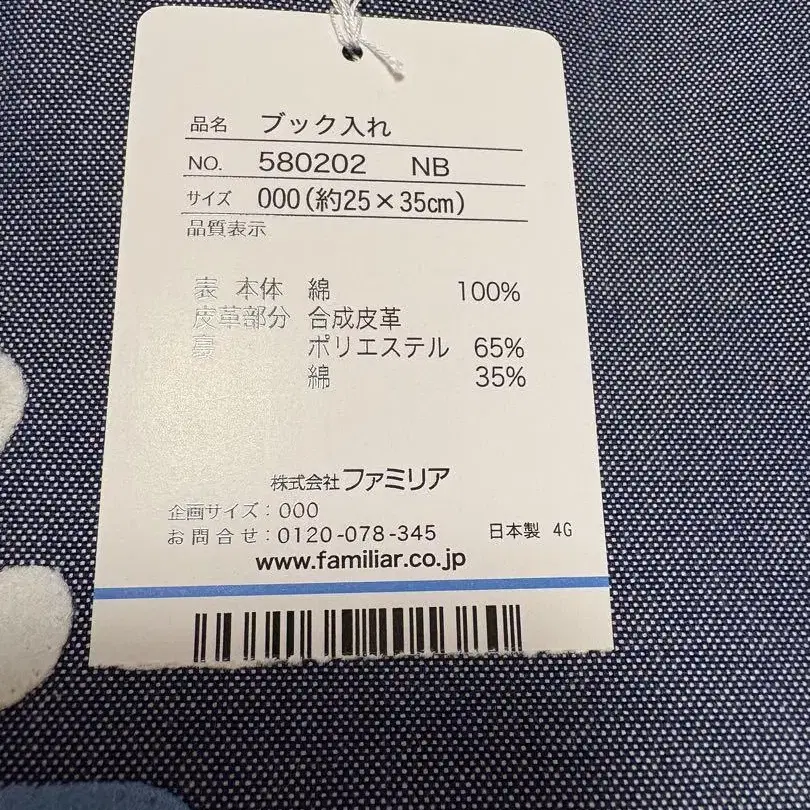 品名 ブック入れ
NO. 580202 NB
サイズ 000(約25×35cm)
品質表示
表 本体 綿 100%
皮革部分 合成皮革
裏 ポリエステル 65%
綿 35%
株式会社ファミリア
企画サイズ:000
お問合せ:0120-078-345 日本製 4G
www.familiar.co.jp